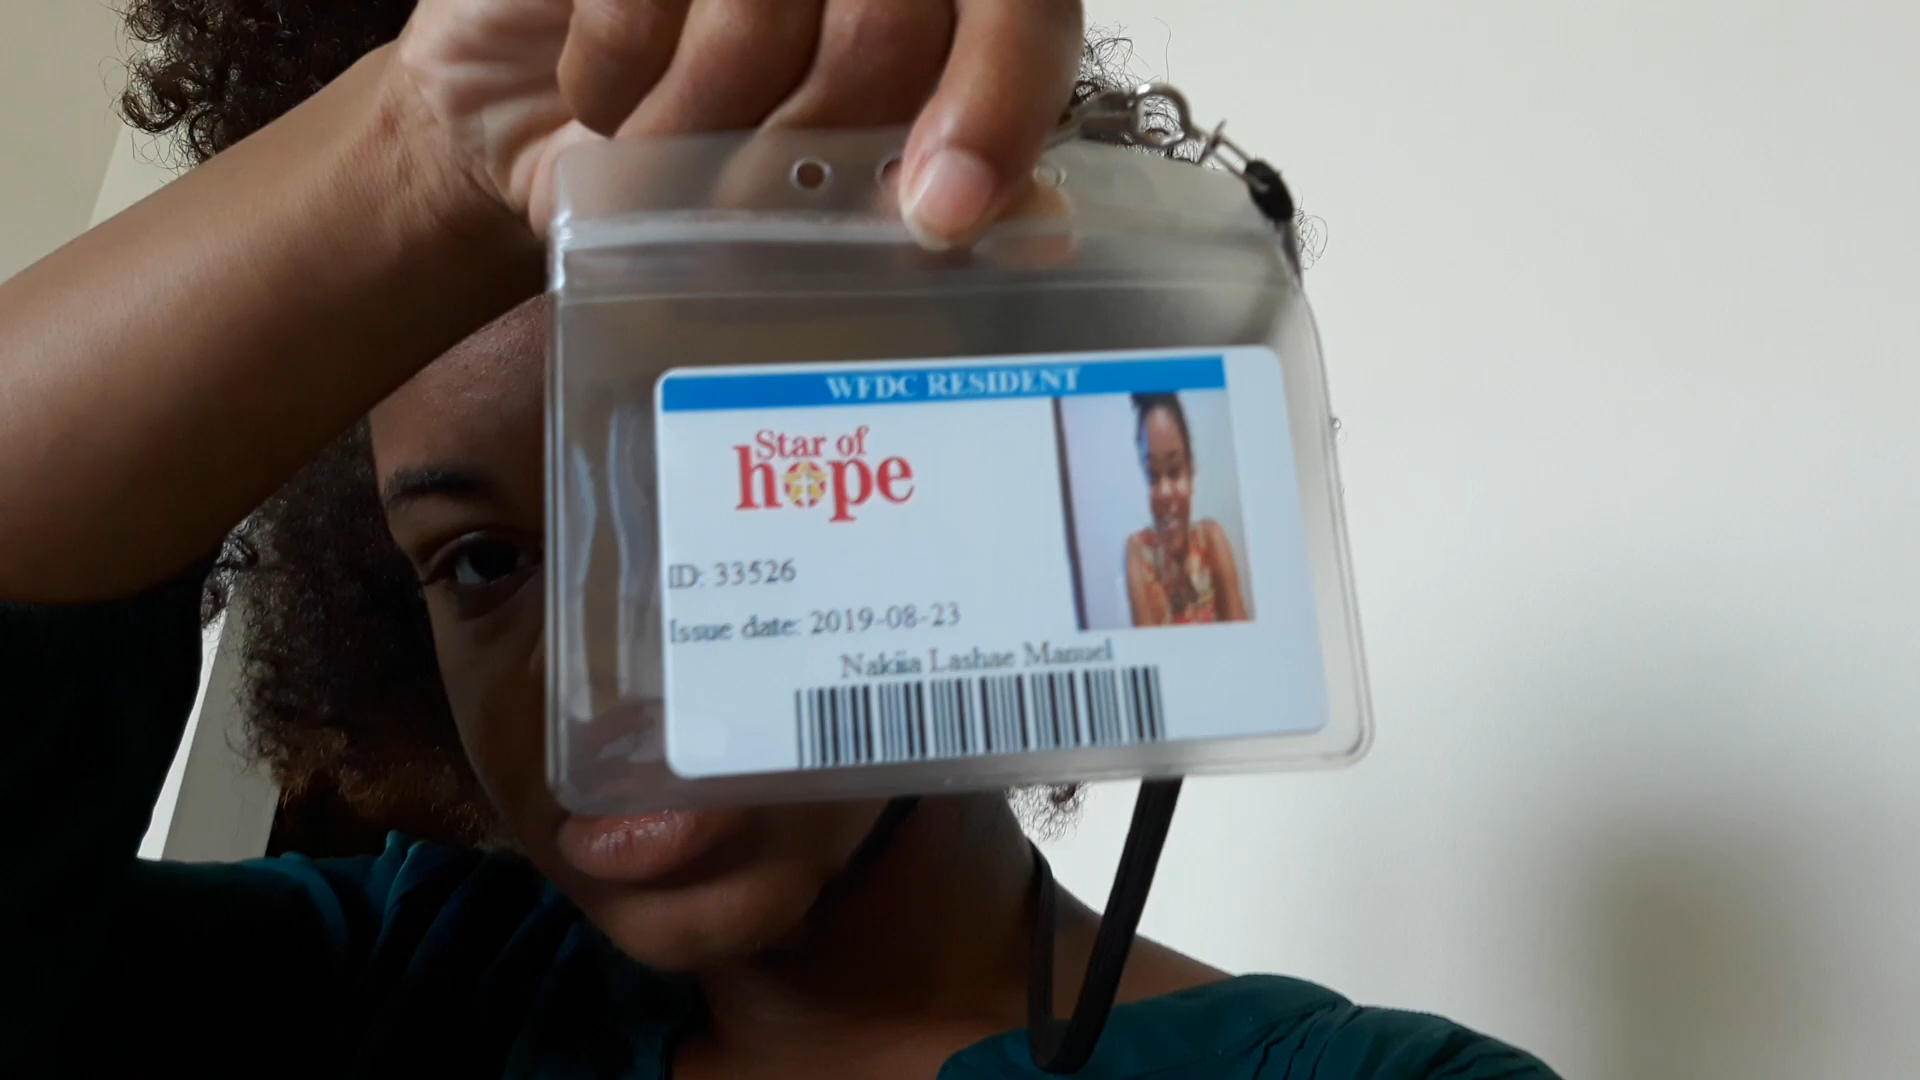 WFDC RESIDENT
Star of
hope
ID: 33526
Issue date: 2019-08-23
Nakiia Lashae Manuel